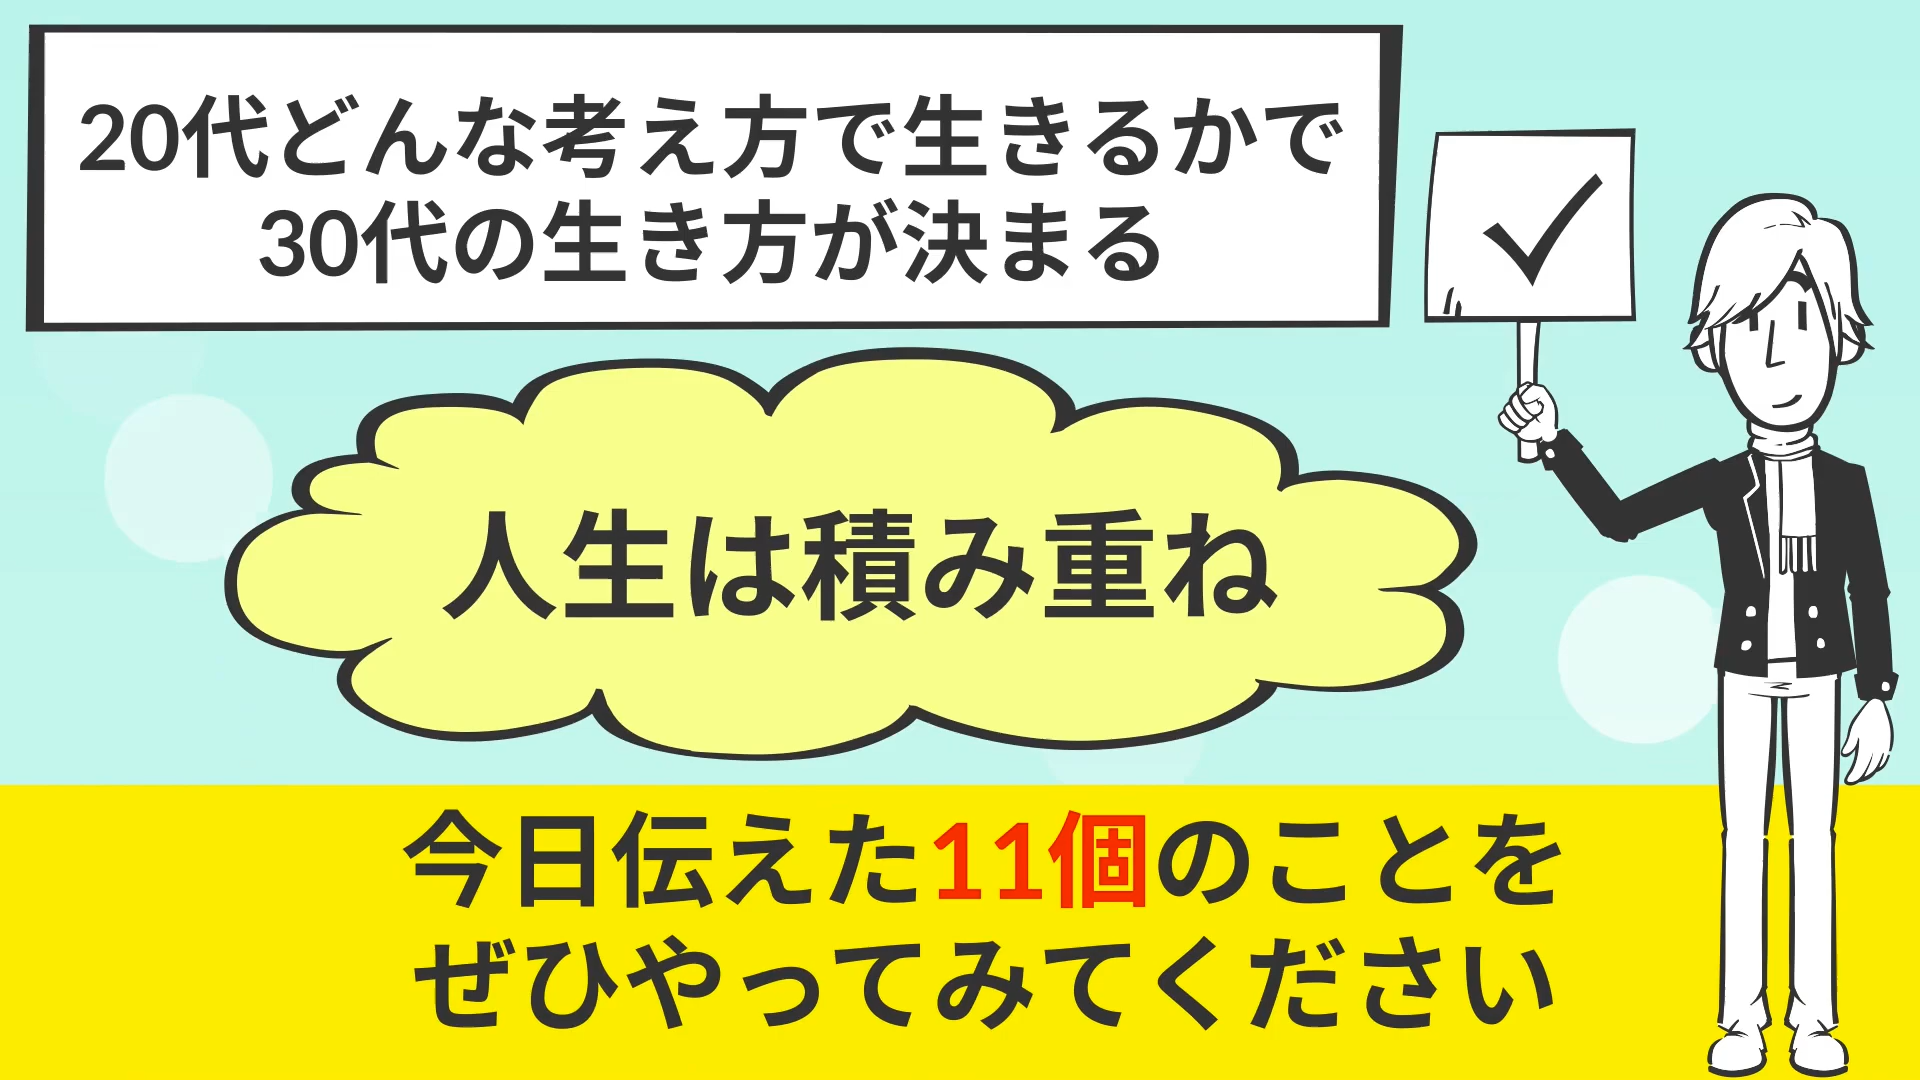 20代どんな考え方で生きるかで
30代の生き方が決まる
人生は積み重ね
今日伝えた11個のことを
ぜひやってみてください